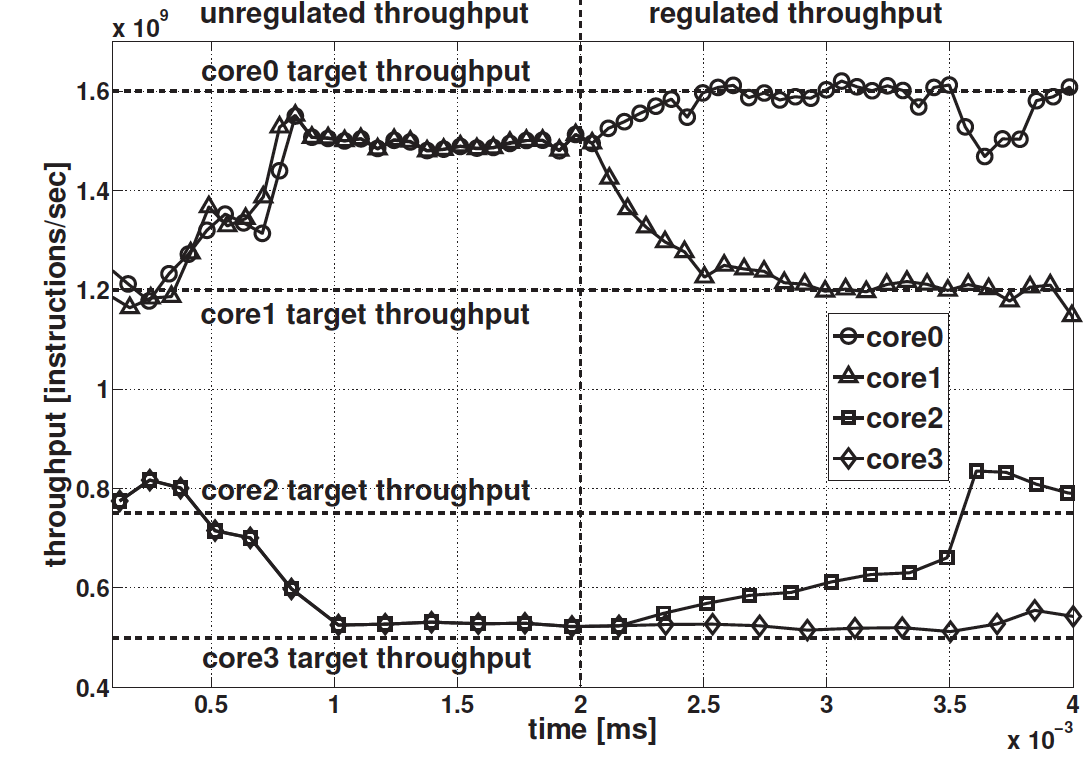 unregulated throughput regulated throughput
x 10⁹
core0 target throughput
1.6
1.4
1.2
core1 target throughput
1
core0
core1
core2
core3
0.8
core2 target throughput
0.6
core3 target throughput
0.4
throughput [instructions/sec]
0.5 1 1.5 2 2.5 3 3.5 4
time [ms]
x 10⁻³